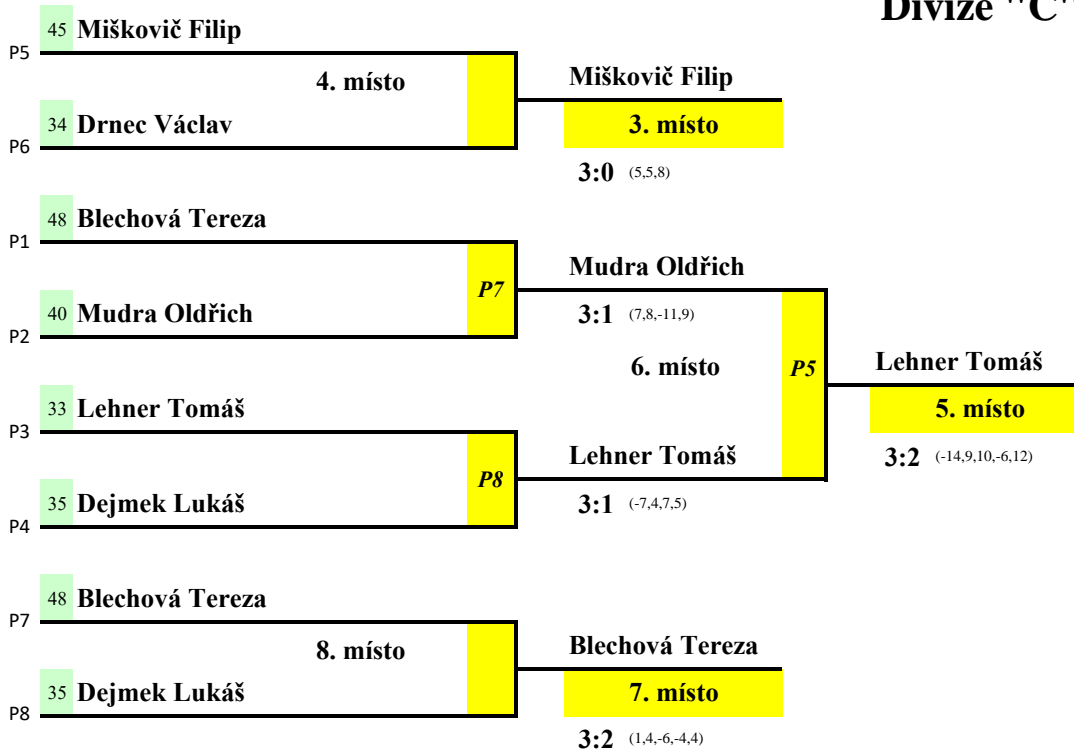 Divize "C"
45 Miškovič Filip
P5
4. místo
Miškovič Filip
34 Drnec Václav
3. místo
P6
3:0 (5,5,8)
48 Blechová Tereza
P1
Mudra Oldřich
P7
40 Mudra Oldřich
3:1 (7,8,-11,9)
P2
6. místo
P5
Lehner Tomáš
33 Lehner Tomáš
5. místo
P3
Lehner Tomáš
3:2 (-14,9,10,-6,12)
P8
35 Dejmek Lukáš
3:1 (-7,4,7,5)
P4
48 Blechová Tereza
P7
8. místo
Blechová Tereza
35 Dejmek Lukáš
7. místo
P8
3:2 (1,4,-6,-4,4)